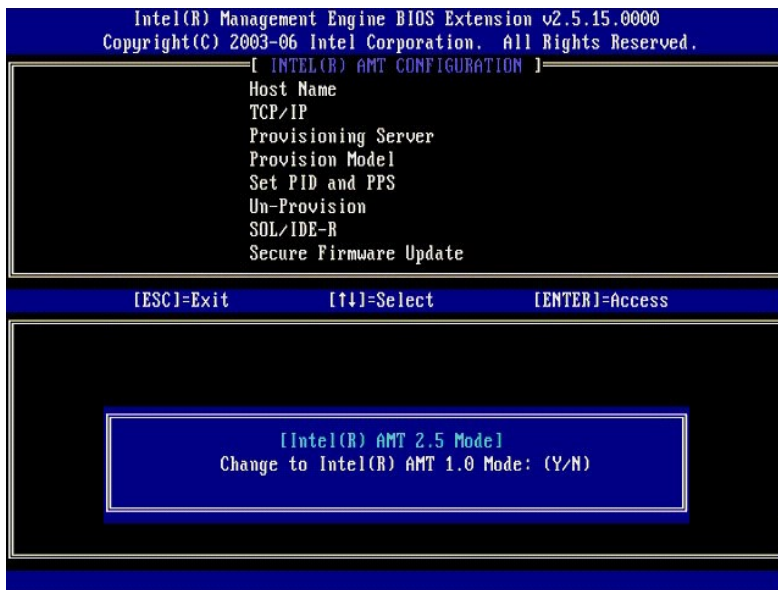 Intel(R) Management Engine BIOS Extension v2.5.15.0000
Copyright(C) 2003-06 Intel Corporation. All Rights Reserved.
[ INTEL(R) AMT CONFIGURATION ]
Host Name
TCP/IP
Provisioning Server
Provision Model
Set PID and PPS
Un-Provision
SOL/IDE-R
Secure Firmware Update
[ESC]=Exit [↑↓]=Select [ENTER]=Access
[Intel(R) AMT 2.5 Mode]
Change to Intel(R) AMT 1.0 Mode: (Y/N)